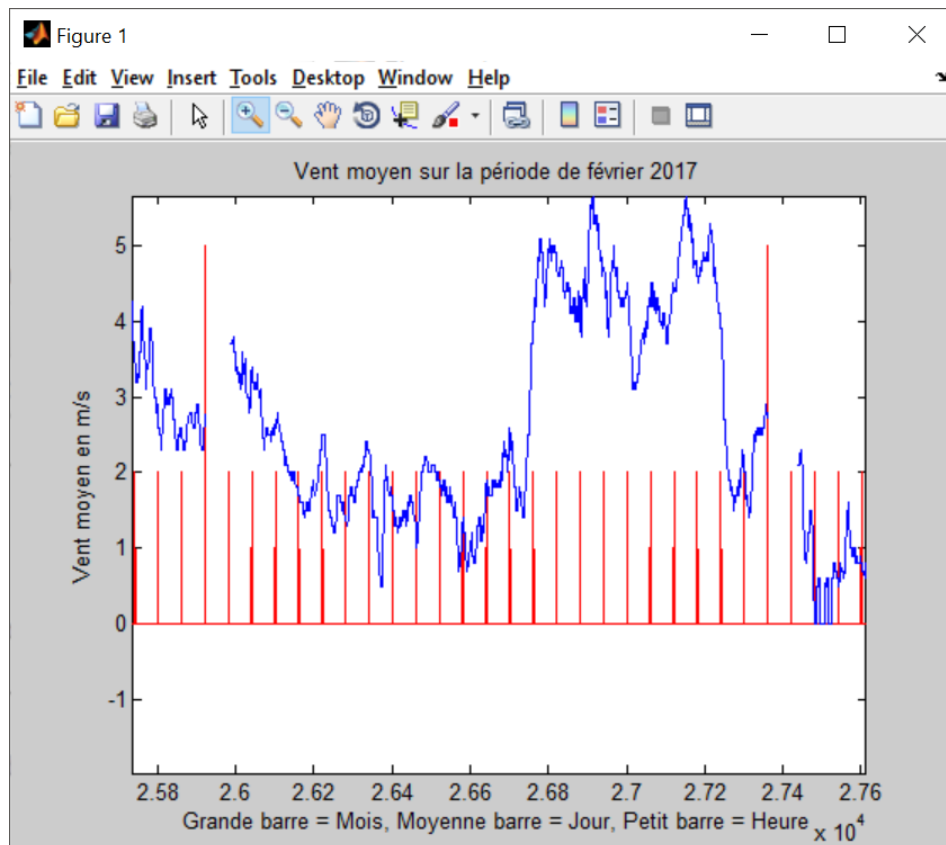 Figure 1
File Edit View Insert Tools Desktop Window Help
Vent moyen sur la période de février 2017
5
4
3
2
1
0
-1
Vent moyen en m/s
2.58 2.6 2.62 2.64 2.66 2.68 2.7 2.72 2.74 2.76
Grande barre = Mois, Moyenne barre = Jour, Petit barre = Heure x 10^4